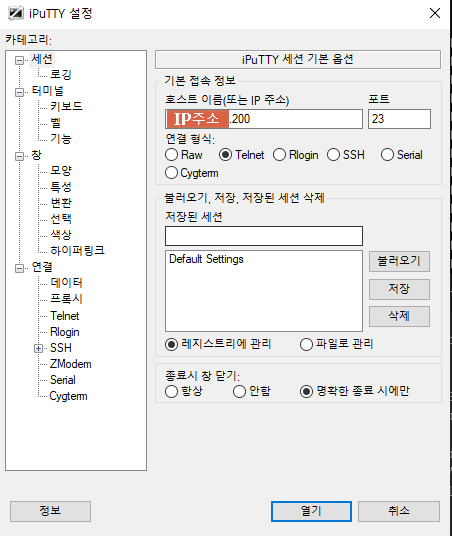 iPuTTY 설정
카테고리:
세션
로깅
터미널
키보드
벨
기능
창
모양
특성
변환
선택
색상
하이퍼링크
연결
데이터
프록시
Telnet
Rlogin
SSH
ZModem
Serial
Cygterm
iPuTTY 세션 기본 옵션
기본 접속 정보
호스트 이름(또는 IP 주소) 포트
IP주소 .200 23
연결 형식:
Raw Telnet Rlogin SSH Serial
Cygterm
불러오기, 저장, 저장된 세션 삭제
저장된 세션
Default Settings
불러오기
저장
삭제
레지스트리에 관리 파일로 관리
종료시 창 닫기:
항상 안함 명확한 종료 시에만
정보 열기 취소